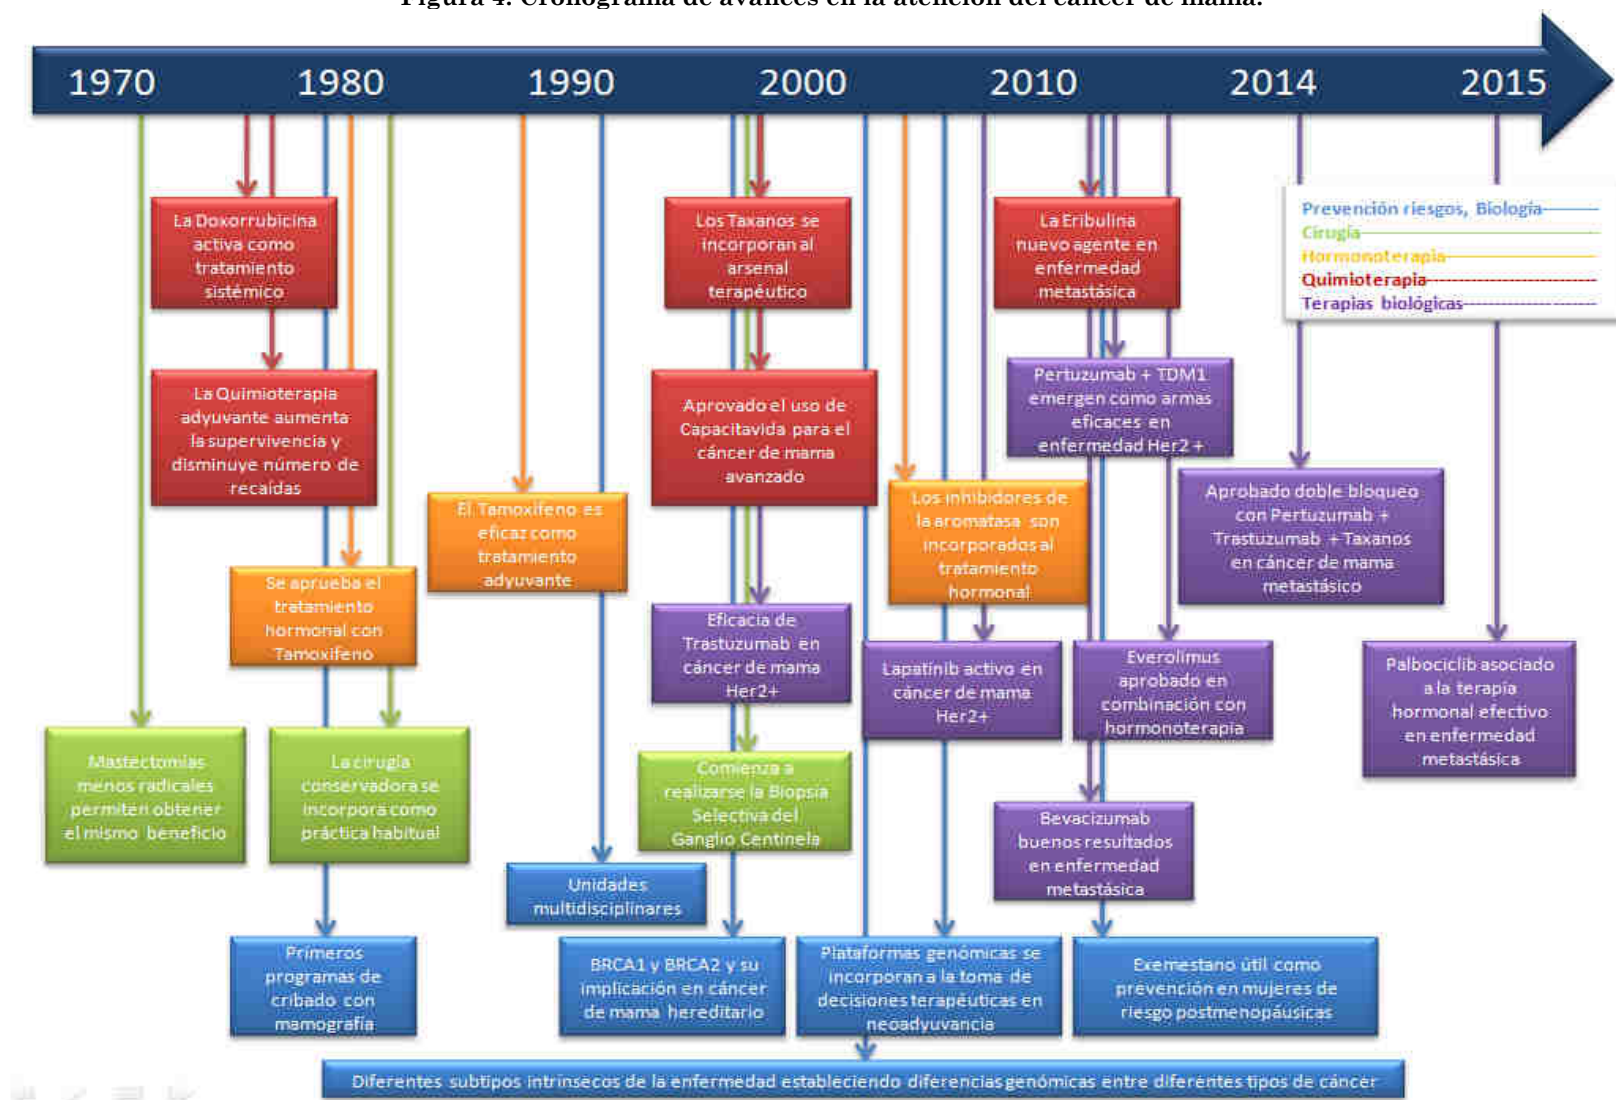 Figura 4. Cronograma de avances en la atención del cáncer de mama.
1970
1980
1990
2000
2010
2014
2015
Prevención riesgos, Biología
Cirugía
Hormonoterapia
Quimioterapia
Terapias biológicas
La Doxorrubicina
activa como
tratamiento
sistémico
Los Taxanos se
incorporan al
arsenal
terapéutico
La Eribulina
nuevo agente en
enfermedad
metastásica
La Quimioterapia
adyuvante aumenta
la supervivencia y
disminuye número de
recaídas
Aprovado el uso de
Capacitavida para el
cáncer de mama
avanzado
Pertuzumab + TDM1
emergen como armas
eficaces en
enfermedad Her2 +
El Tamoxifeno es
eficaz como
tratamiento
adyuvante
Los inhibidores de
la aromatasa son
incorporados al
tratamiento
hormonal
Aprobado doble bloqueo
con Pertuzumab +
Trastuzumab + Taxanos
en cáncer de mama
metastásico
Se aprueba el
tratamiento
hormonal con
Tamoxifeno
Eficacia de
Trastuzumab en
cáncer de mama
Her2+
Lapatinib activo en
cáncer de mama
Her2+
Everolimus
aprobado en
combinación con
hormonoterapia
Palbociclib asociado
a la terapia
hormonal efectivo
en enfermedad
metastásica
Mastectomías
menos radicales
permiten obtener
el mismo beneficio
La cirugía
conservadora se
incorpora como
práctica habitual
Comienza a
realizarse la Biopsia
Selectiva del
Ganglio Centinela
Bevacizumab
buenos resultados
en enfermedad
metastásica
Unidades
multidisciplinares
Primeros
programas de
cribado con
mamografía
BRCA1 y BRCA2 y su
implicación en cáncer
de mama hereditario
Plataformas genómicas se
incorporan a la toma de
decisiones terapéuticas en
neoadyuvancia
Exemestano útil como
prevención en mujeres de
riesgo postmenopáusicas
Diferentes subtipos intrínsecos de la enfermedad estableciendo diferencias genómicas entre diferentes tipos de cáncer